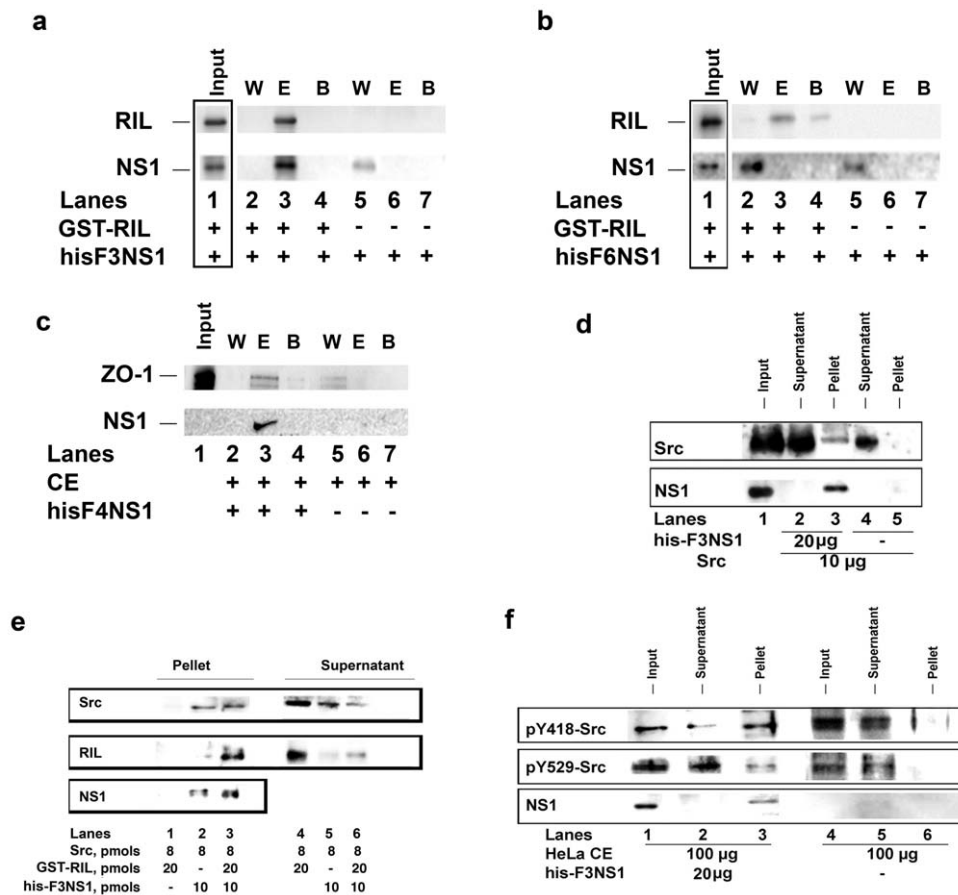 a
Input
W E B W E B
RIL
NS1
Lanes 1 2 3 4 5 6 7
GST-RIL + + + + - - -
hisF3NS1 + + + + + + +
b
Input
W E B W E B
RIL
NS1
Lanes 1 2 3 4 5 6 7
GST-RIL + + + + - - -
hisF6NS1 + + + + + + +
c
Input
W E B W E B
ZO-1
NS1
Lanes 1 2 3 4 5 6 7
CE + + + + + +
hisF4NS1 + + + - - -
d
Input Supernatant Pellet Supernatant Pellet
Src
NS1
Lanes 1 2 3 4 5
his-F3NS1 20µg -
Src 10 µg
e
Pellet Supernatant
Src
RIL
NS1
Lanes 1 2 3 4 5 6
Src, pmols 8 8 8 8 8 8
GST-RIL, pmols 20 - 20 20 - 20
his-F3NS1, pmols - 10 10 - 10 10
f
Input Supernatant Pellet Input Supernatant Pellet
pY418-Src
pY529-Src
NS1
Lanes 1 2 3 4 5 6
HeLa CE 100 µg 100 µg
his-F3NS1 20µg -